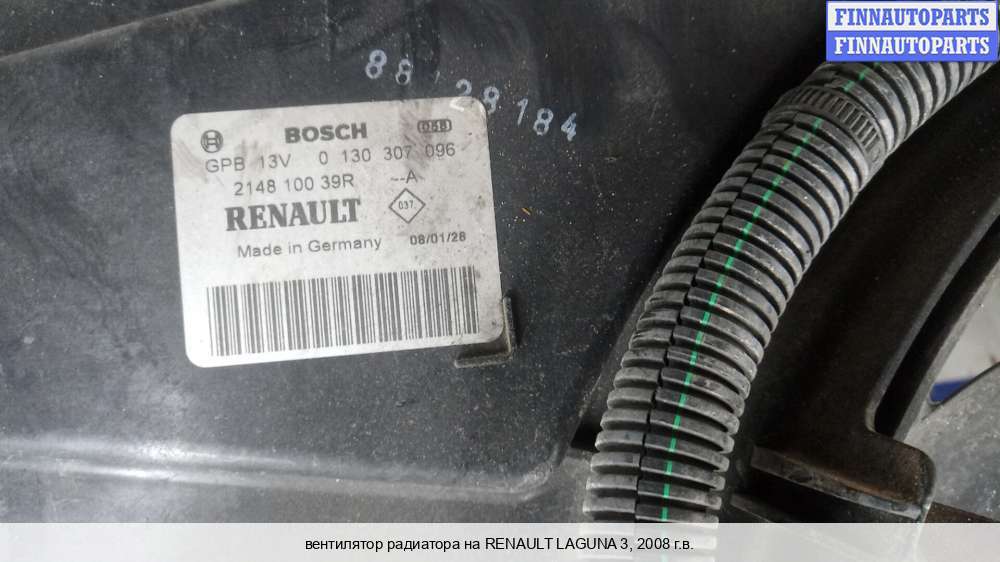 FINNAUTOPARTS
FINNAUTOPARTS
88 28184
BOSCH
GPB 13V 0 130 307 096
2148 100 39R --A
RENAULT
037.
Made in Germany 08/01/28
вентилятор радиатора на RENAULT LAGUNA 3, 2008 г.в.